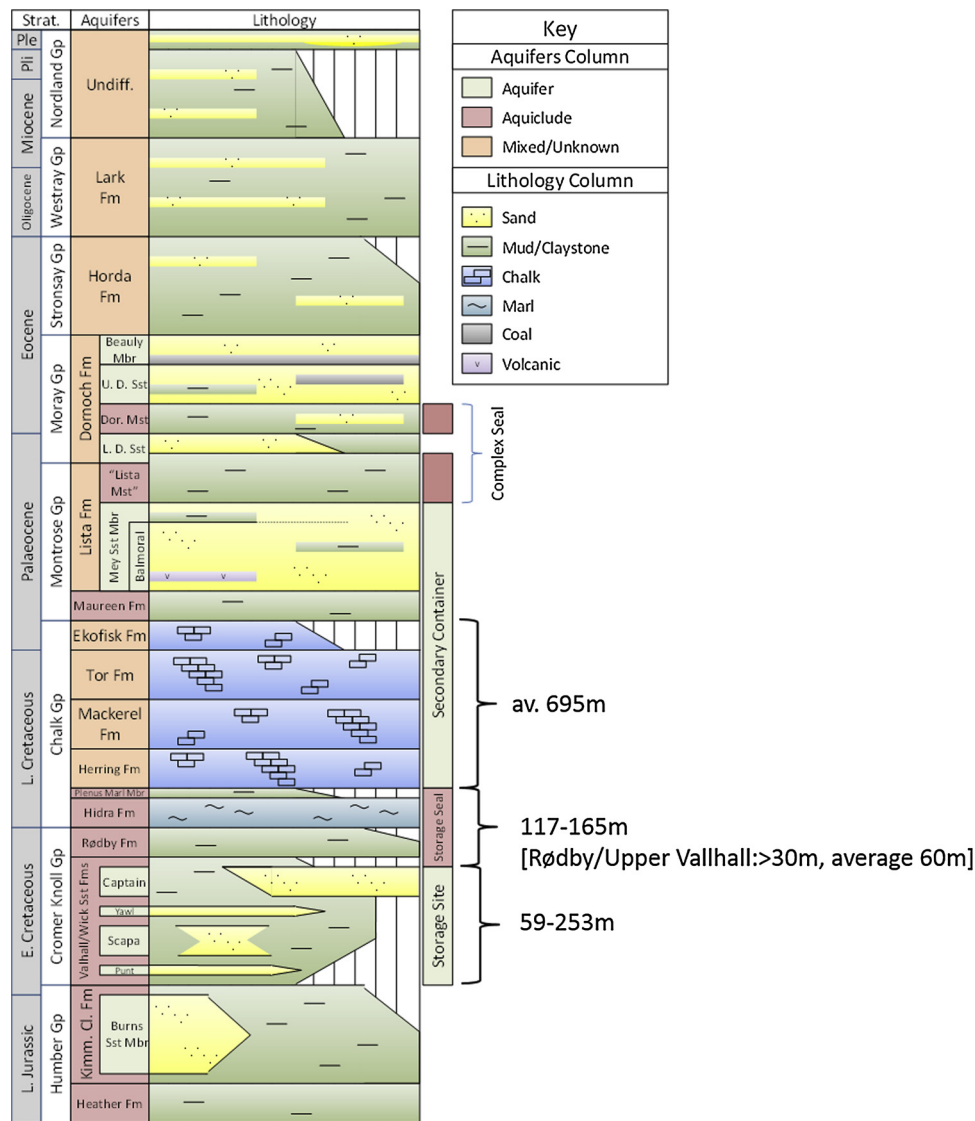 Strat.
Aquifers
Lithology
Ple
Pli
Miocene
Oligocene
Eocene
Palaeocene
L. Cretaceous
E. Cretaceous
L. Jurassic
Nordland Gp
Westray Gp
Stronsay Gp
Moray Gp
Montrose Gp
Chalk Gp
Cromer Knoll Gp
Humber Gp
Undiff.
Lark
Fm
Horda
Fm
Dornoch Fm
Beauly
Mbr
U. D. Sst
Dor. Mst
L. D. Sst
Lista Fm
"Lista
Mst"
Mey Sst Mbr
Balmoral
v
v
Maureen Fm
Ekofisk Fm
Tor Fm
Mackerel
Fm
Herring Fm
Plenus Marl Mbr
Hidra Fm
Rødby Fm
Valhall/Wick Sst Fms
Captain
Yawl
Scapa
Punt
Kimm. Cl. Fm
Burns
Sst Mbr
Heather Fm
Complex Seal
Secondary Container
Storage Seal
Storage Site
av. 695m
117-165m
[Rødby/Upper Vallhall:>30m, average 60m]
59-253m
Key
Aquifers Column
Aquifer
Aquiclude
Mixed/Unknown
Lithology Column
Sand
Mud/Claystone
Chalk
Marl
Coal
v
Volcanic